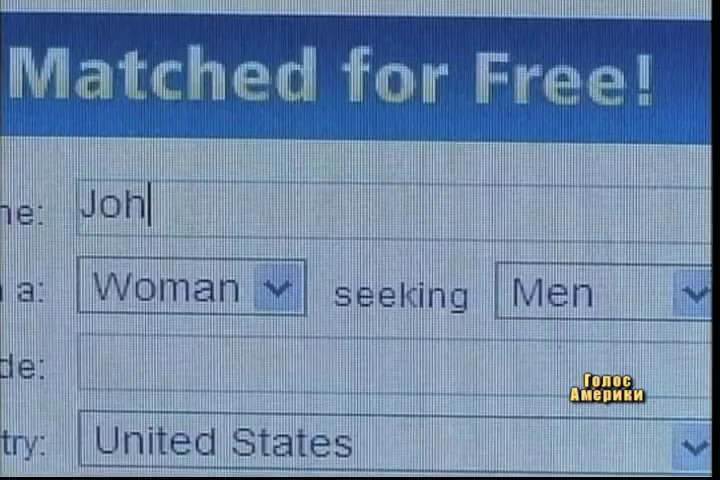 Matched for Free!
ne: Joh
a: Woman seeking Men
de:
try: United States
Голос
Америки